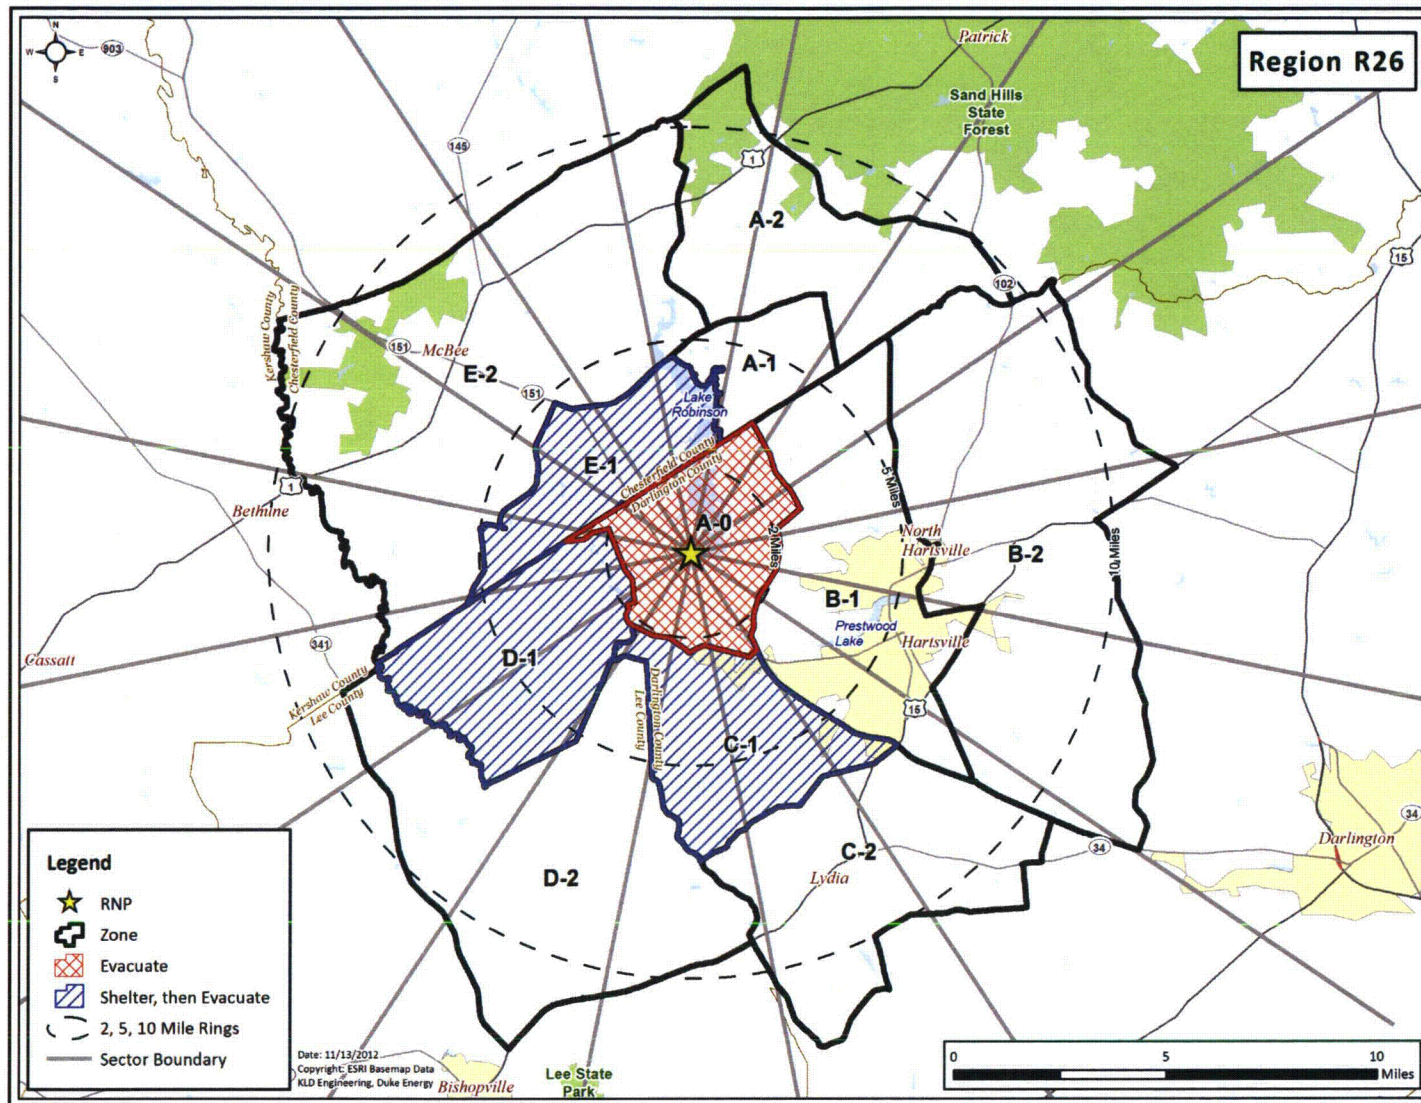 N
W E
S
903
Patrick
Region R26
Sand Hills
State
Forest
145
1
A-2
15
102
Kershaw County
Chesterfield County
151
McBee
E-2
151
A-1
Lake
Robinson
E-1
Chesterfield County
Darlington County
5 Miles
1
Bethune
A-0
2 Miles
North
Hartsville
B-2
10 Miles
B-1
Prestwood
Lake
Hartsville
341
Cassatt
D-1
Kershaw County
Lee County
Darlington County
Lee County
15
C-1
34
Darlington
34
C-2
Lydia
D-2
Legend
RNP
Zone
Evacuate
Shelter, then Evacuate
2, 5, 10 Mile Rings
Sector Boundary
Date: 11/13/2012
Copyright: ESRI Basemap Data
KLD Engineering, Duke Energy
Bishopville
Lee State
Park
0 5 10
Miles